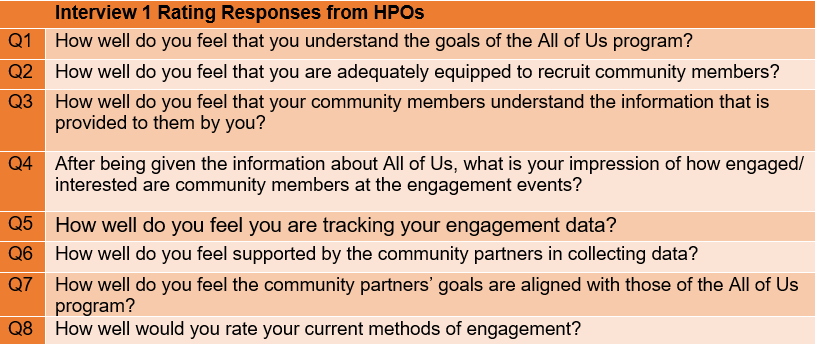 Interview 1 Rating Responses from HPOs
Q1 How well do you feel that you understand the goals of the All of Us program?
Q2 How well do you feel that you are adequately equipped to recruit community members?
Q3 How well do you feel that your community members understand the information that is
provided to them by you?
Q4 After being given the information about All of Us, what is your impression of how engaged/
interested are community members at the engagement events?
Q5 How well do you feel you are tracking your engagement data?
Q6 How well do you feel supported by the community partners in collecting data?
Q7 How well do you feel the community partners’ goals are aligned with those of the All of Us
program?
Q8 How well would you rate your current methods of engagement?